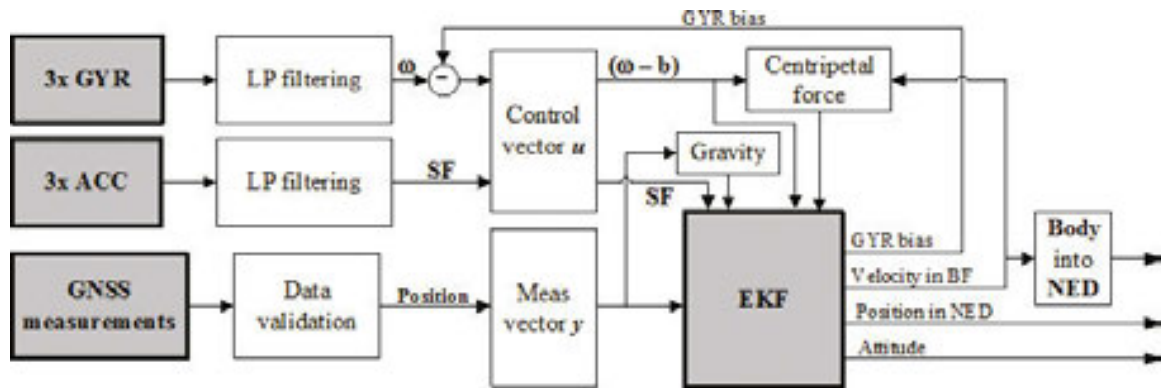 GYR bias
3x GYR
LP filtering
ω
−
Control
vector u
(ω – b)
Centripetal
force
Gravity
3x ACC
LP filtering
SF
SF
GNSS
measurements
Data
validation
Position
Meas
vector y
EKF
GYR bias
Velocity in BF
Position in NED
Attitude
Body
into
NED